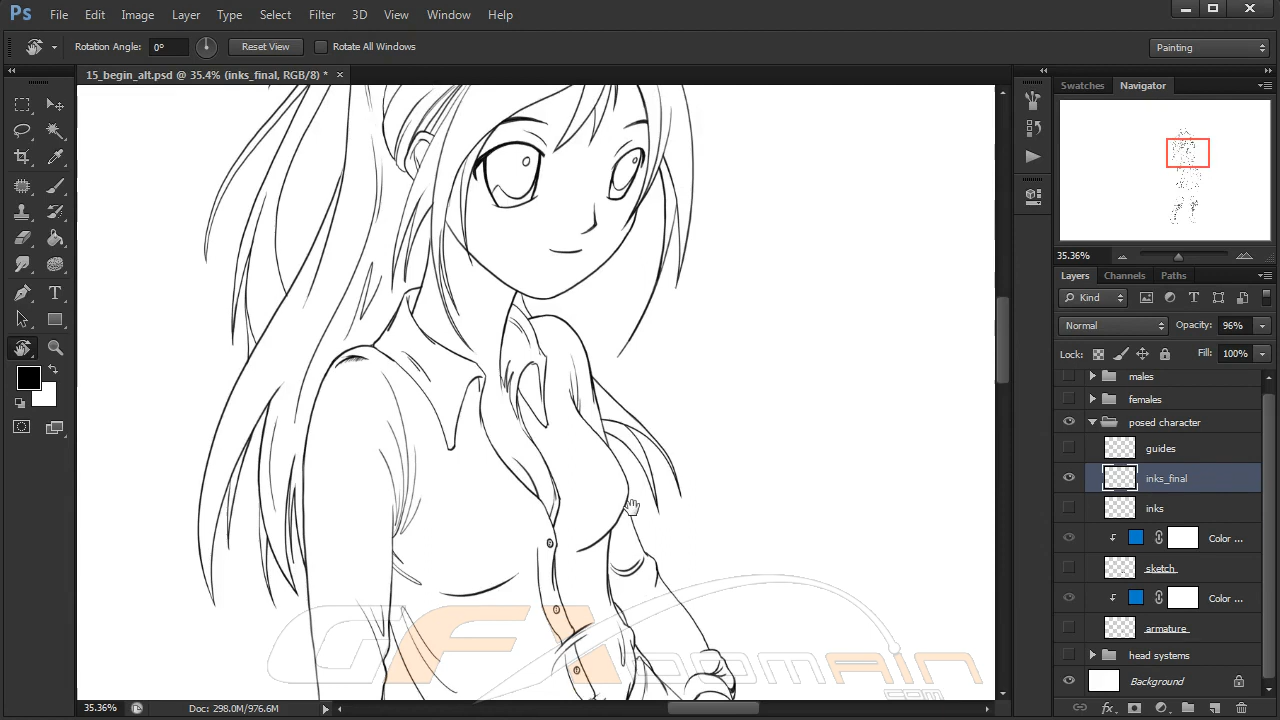 Ps File Edit Image Layer Type Select Filter 3D View Window Help
Rotation Angle: 0° Reset View Rotate All Windows Painting
15_begin_alt.psd @ 35.4% (inks_final, RGB/8) *
Swatches Navigator
35.36%
Layers Channels Paths
Kind
Normal Opacity: 96%
Lock: Fill: 100%
males
females
posed character
guides
inks_final
inks
Color ...
sketch
Color ...
armature
head systems
Background
CFADOMAIN
.COM
35.36% Doc: 298.0M/976.6M